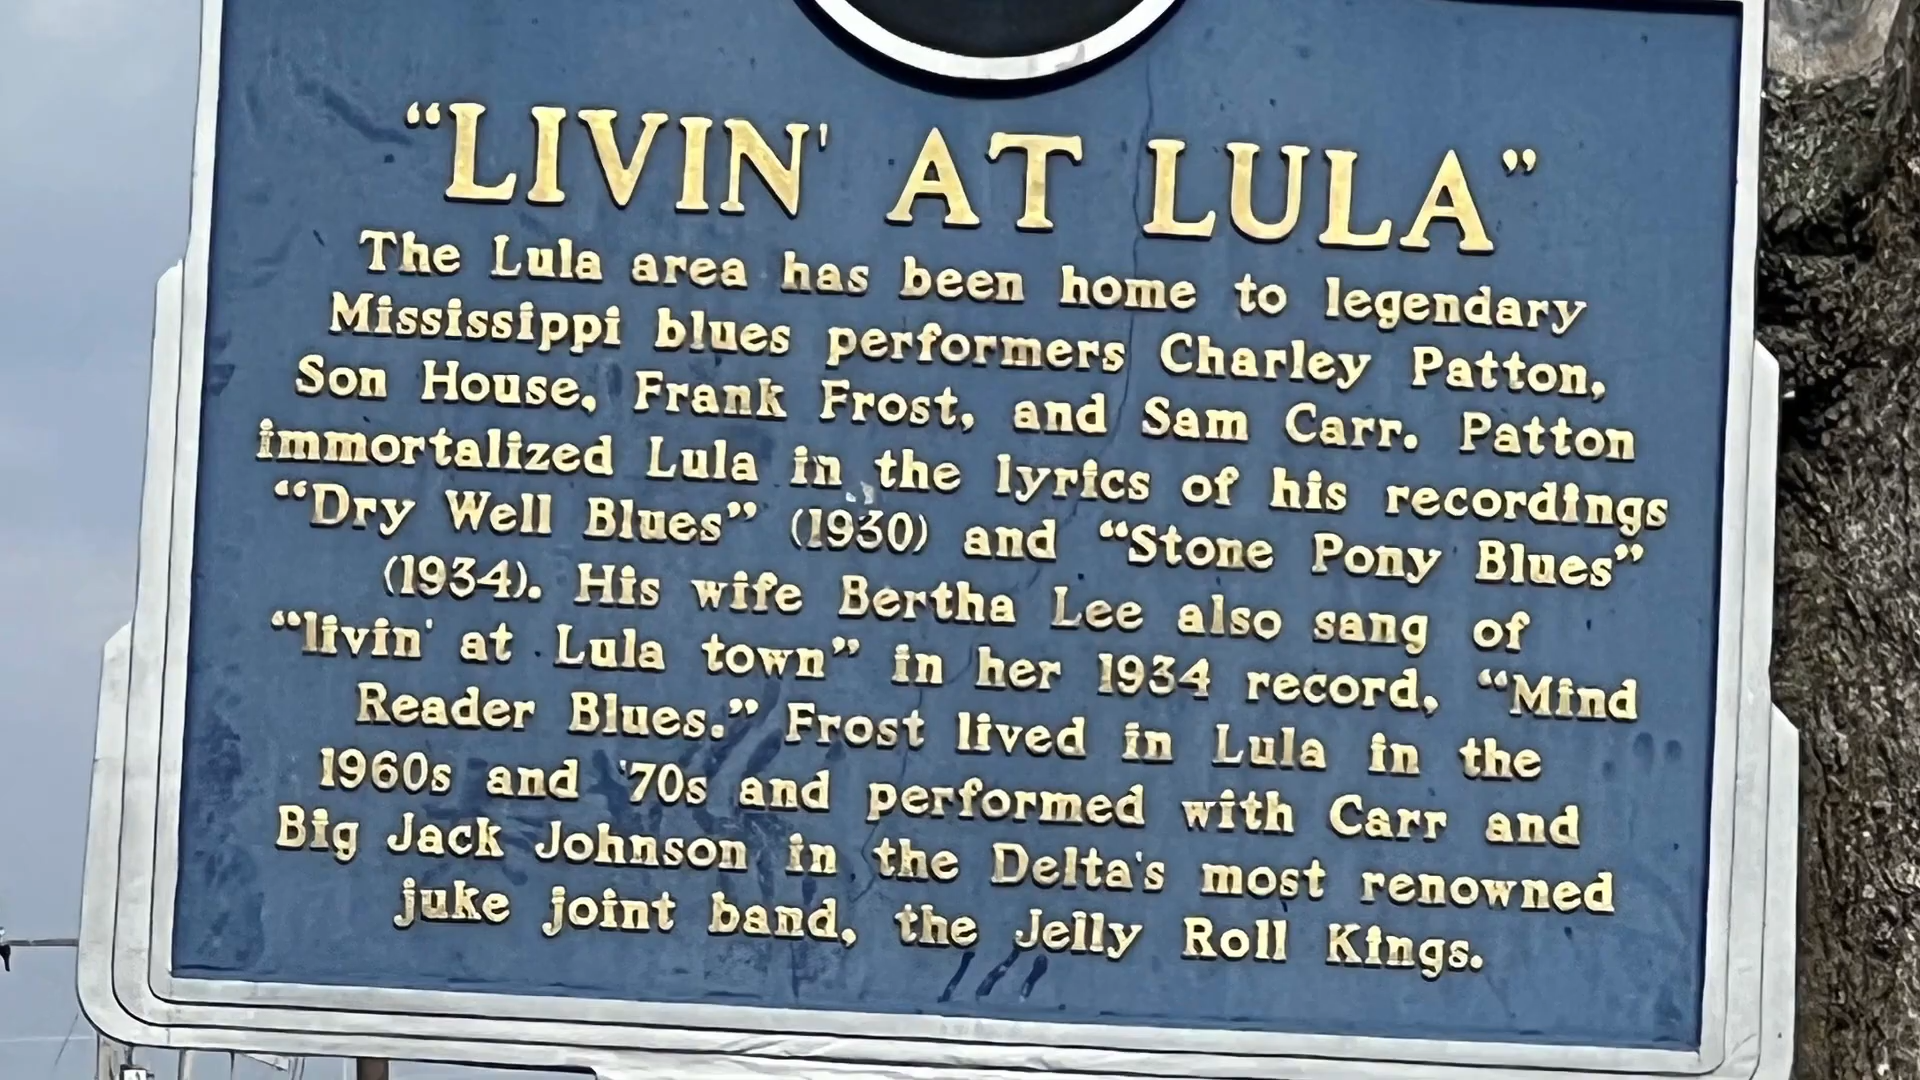 “LIVIN' AT LULA”
The Lula area has been home to legendary
Mississippi blues performers Charley Patton,
Son House, Frank Frost, and Sam Carr. Patton
immortalized Lula in the lyrics of his recordings
“Dry Well Blues” (1930) and “Stone Pony Blues”
(1934). His wife Bertha Lee also sang of
“livin' at Lula town” in her 1934 record, “Mind
Reader Blues.” Frost lived in Lula in the
1960s and '70s and performed with Carr and
Big Jack Johnson in the Delta's most renowned
juke joint band, the Jelly Roll Kings.